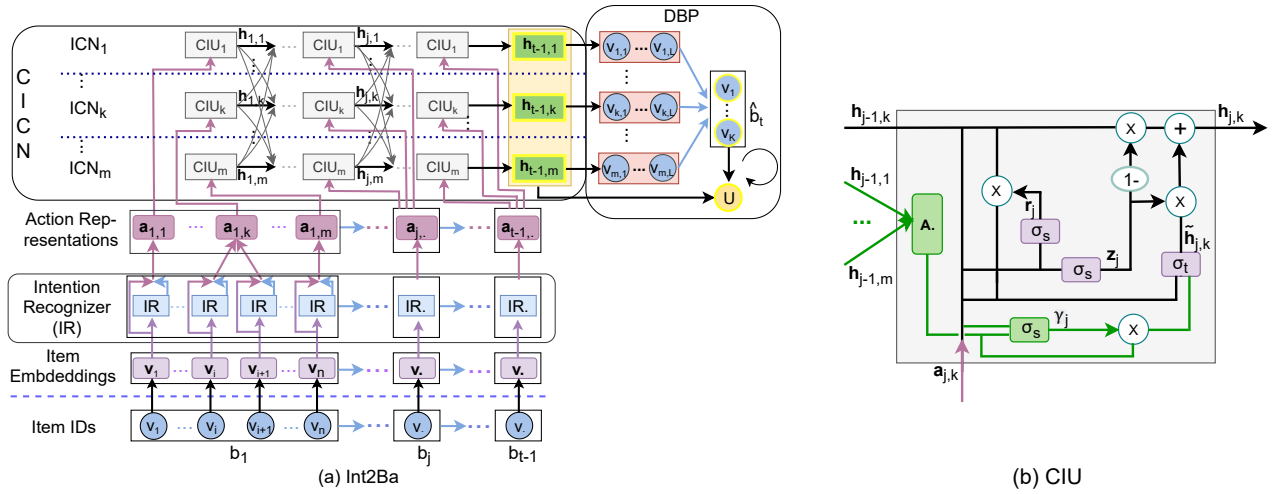 DBP
CICN
ICN1
CIU1
h1,1
CIU1
hj,1
CIU1
ht-1,1
v1,1 ... v1,L
ICNk
CIUk
h1,k
CIUk
hj,k
CIUk
ht-1,k
vk,1 ... vk,L
v1
vK
b̂t
ICNm
CIUm
h1,m
CIUm
hj,m
CIUm
ht-1,m
vm,1 ... vm,L
U
Action Rep-
resentations
a1,1 ... a1,k ... a1,m ... aj,. ... at-1,.
Intention
Recognizer
(IR)
IR ... IR IR ... IR ... IR. ... IR.
Item
Embdeddings
v1 ... vi vi+1 ... vn ... v. ... v.
Item IDs
v1 ... vi vi+1 ... vn ... v. ... v.
b1 bj bt-1
(a) Int2Ba
hj-1,k
hj,k
X
+
1-
hj-1,1
...
hj-1,m
A.
X
rj
σs
X
h̃j,k
zj
σs
σt
σs
γj
X
aj,k
(b) CIU